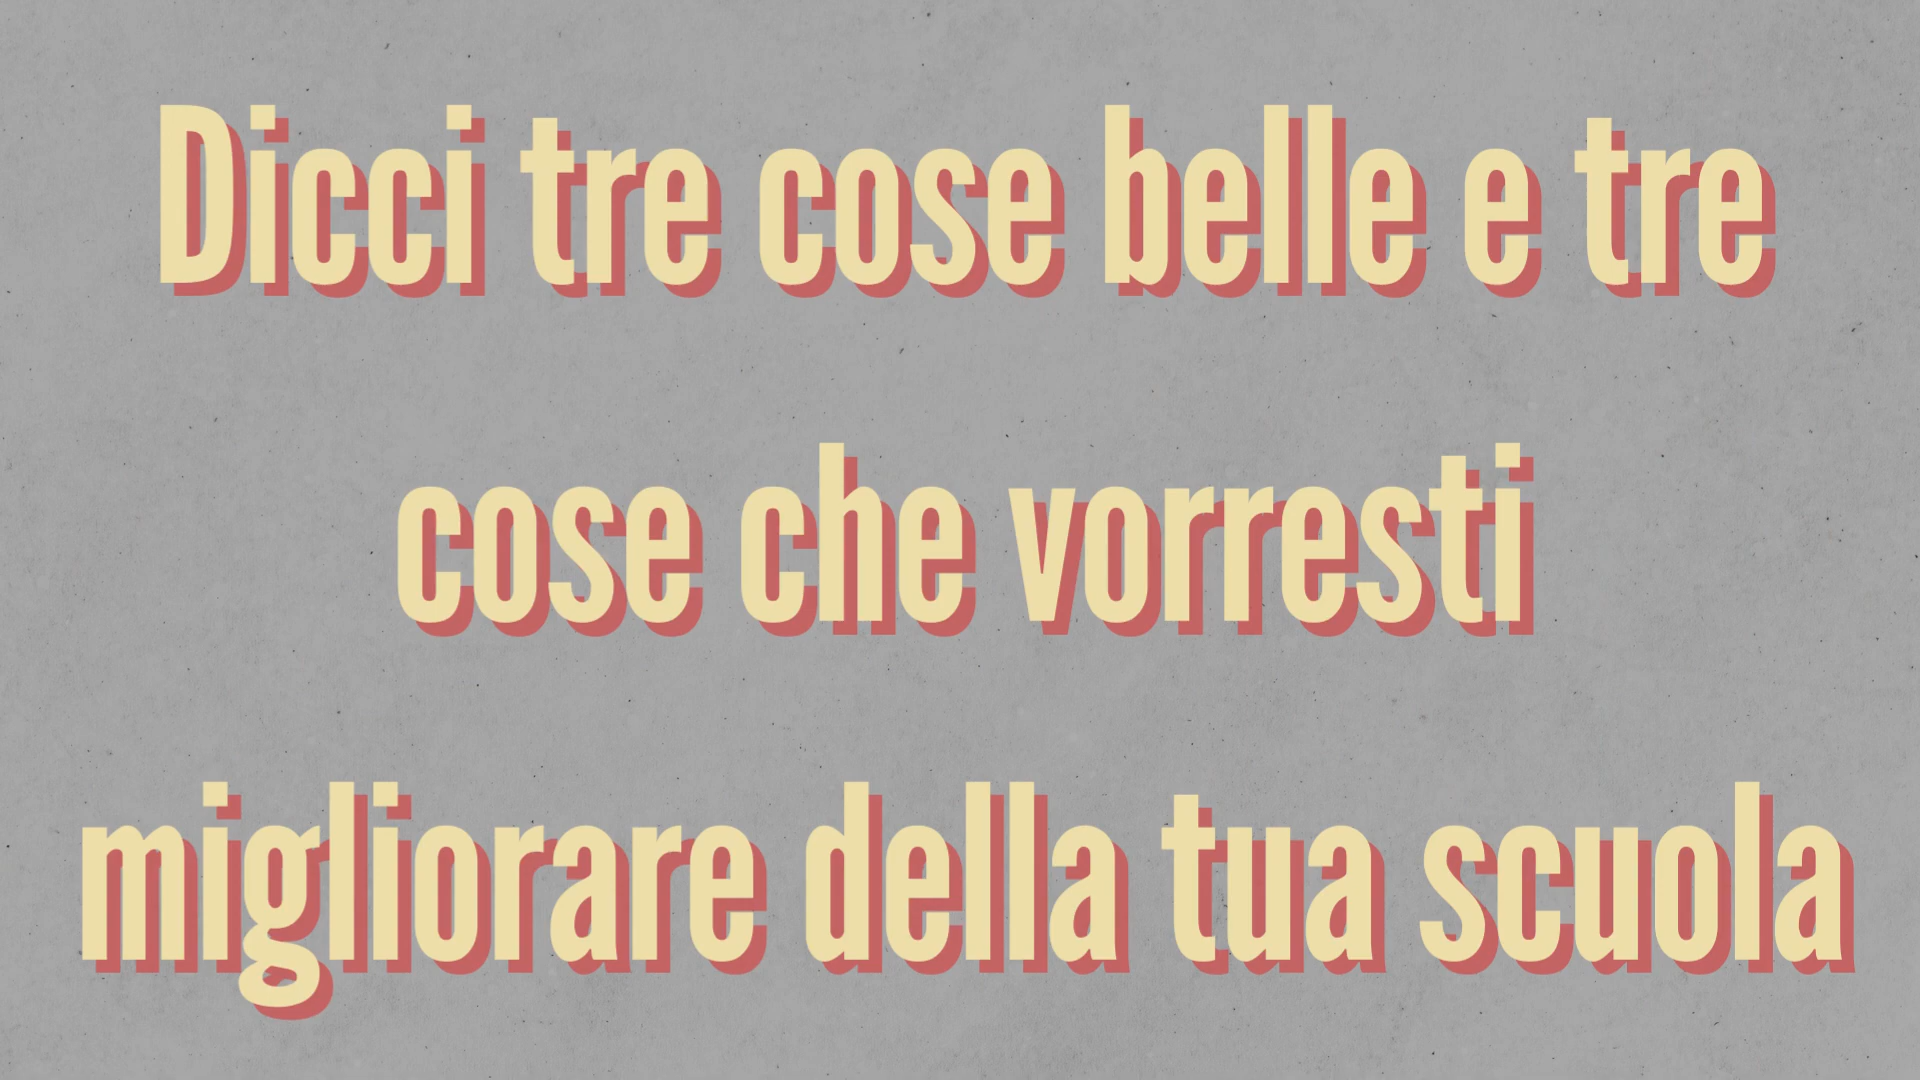 Dicci tre cose belle e tre
cose che vorresti
migliorare della tua scuola